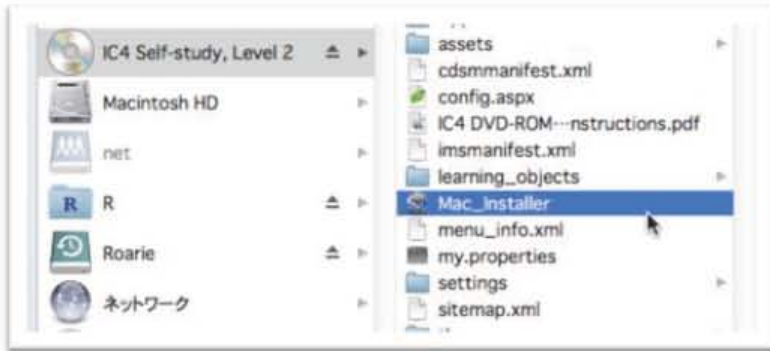 IC4 Self-study, Level 2
Macintosh HD
net
R
Roarie
ネットワーク
assets
cdsmmanifest.xml
config.aspx
IC4 DVD-ROM…nstructions.pdf
imsmanifest.xml
learning_objects
Mac_Installer
menu_info.xml
my.properties
settings
sitemap.xml